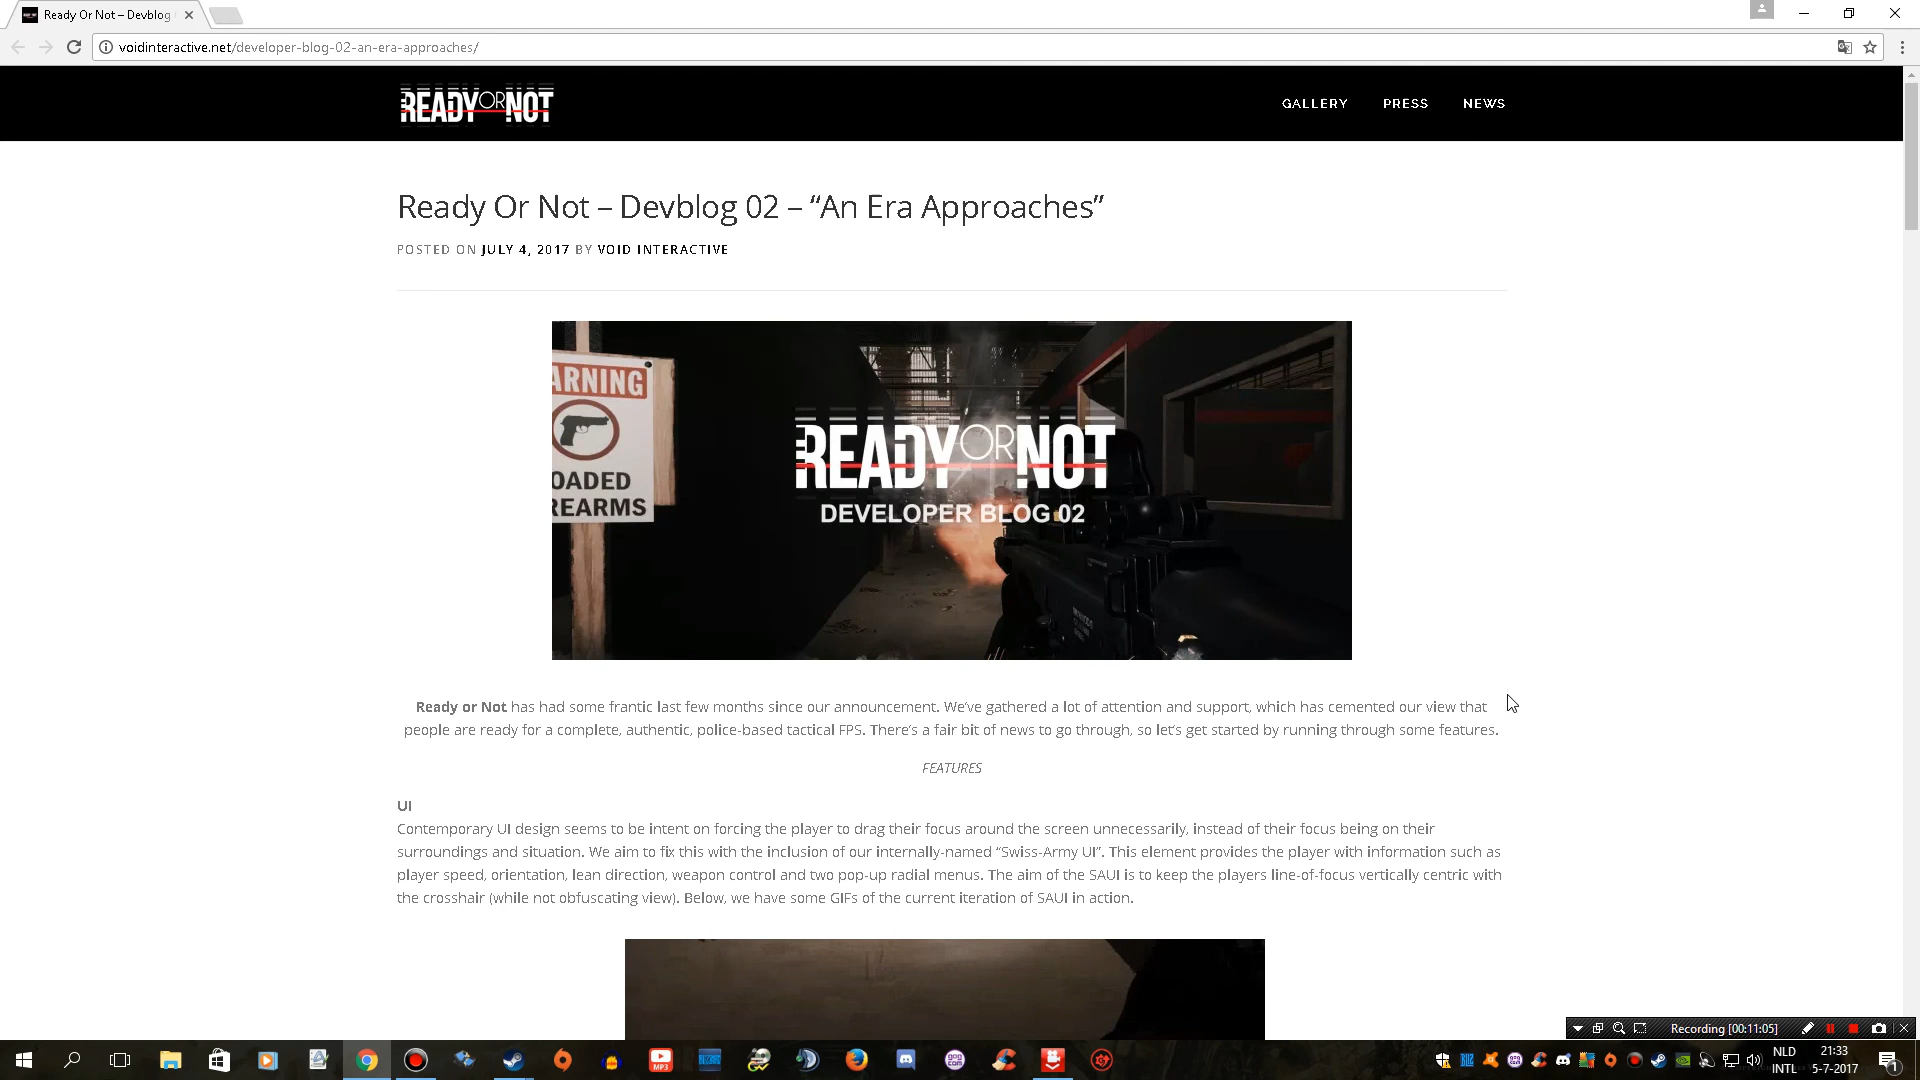 Ready Or Not – Devblog
voidinteractive.net/developer-blog-02-an-era-approaches/
READY OR NOT
GALLERY
PRESS
NEWS
Ready Or Not – Devblog 02 – “An Era Approaches”
POSTED ON JULY 4, 2017 BY VOID INTERACTIVE
ARNING
OADED
REARMS
READY OR NOT
DEVELOPER BLOG 02
Ready or Not has had some frantic last few months since our announcement. We’ve gathered a lot of attention and support, which has cemented our view that
people are ready for a complete, authentic, police-based tactical FPS. There’s a fair bit of news to go through, so let’s get started by running through some features.
FEATURES
UI
Contemporary UI design seems to be intent on forcing the player to drag their focus around the screen unnecessarily, instead of their focus being on their
surroundings and situation. We aim to fix this with the inclusion of our internally-named “Swiss-Army UI”. This element provides the player with information such as
player speed, orientation, lean direction, weapon control and two pop-up radial menus. The aim of the SAUI is to keep the players line-of-focus vertically centric with
the crosshair (while not obfuscating view). Below, we have some GIFs of the current iteration of SAUI in action.
Recording [00:11:05]
MP3
NLD
INTL
21:33
5-7-2017
1